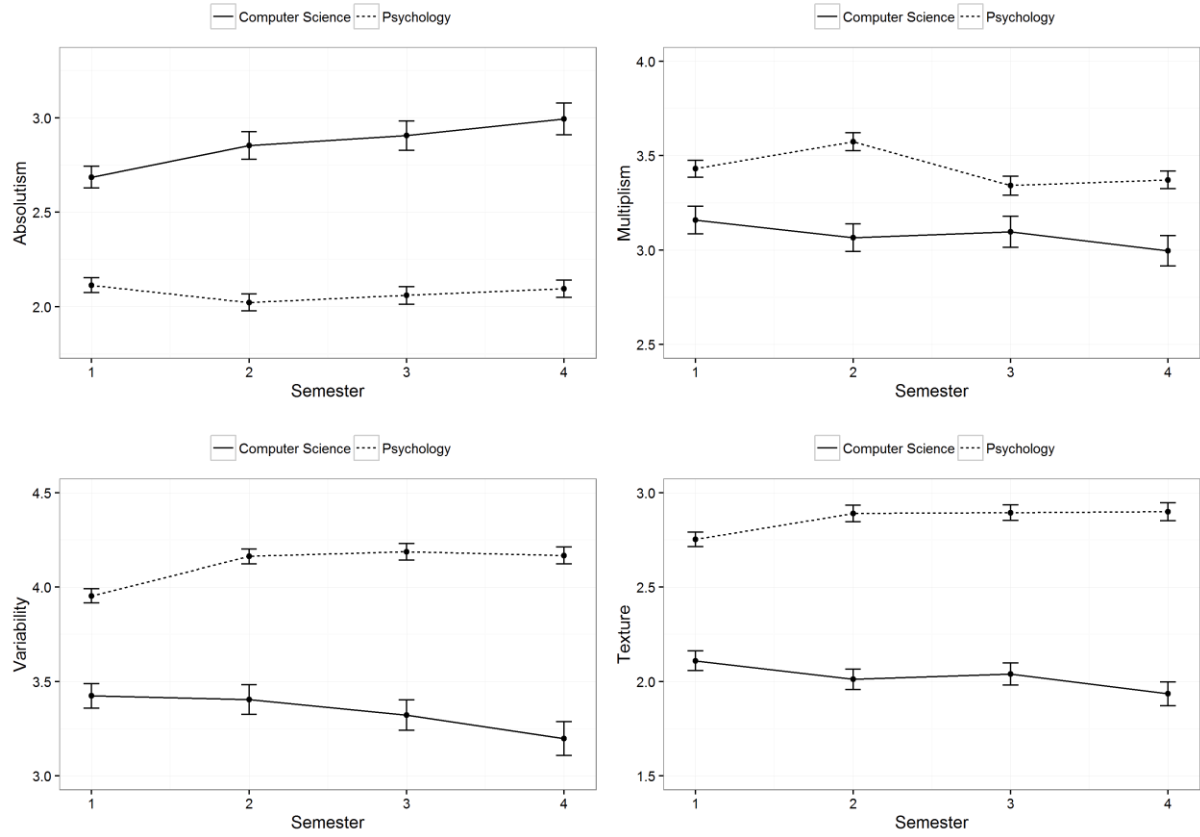 Computer Science Psychology
Absolutism
3.0
2.5
2.0
1 2 3 4
Semester
Computer Science Psychology
Multiplism
4.0
3.5
3.0
2.5
1 2 3 4
Semester
Computer Science Psychology
Variability
4.5
4.0
3.5
3.0
1 2 3 4
Semester
Computer Science Psychology
Texture
3.0
2.5
2.0
1.5
1 2 3 4
Semester